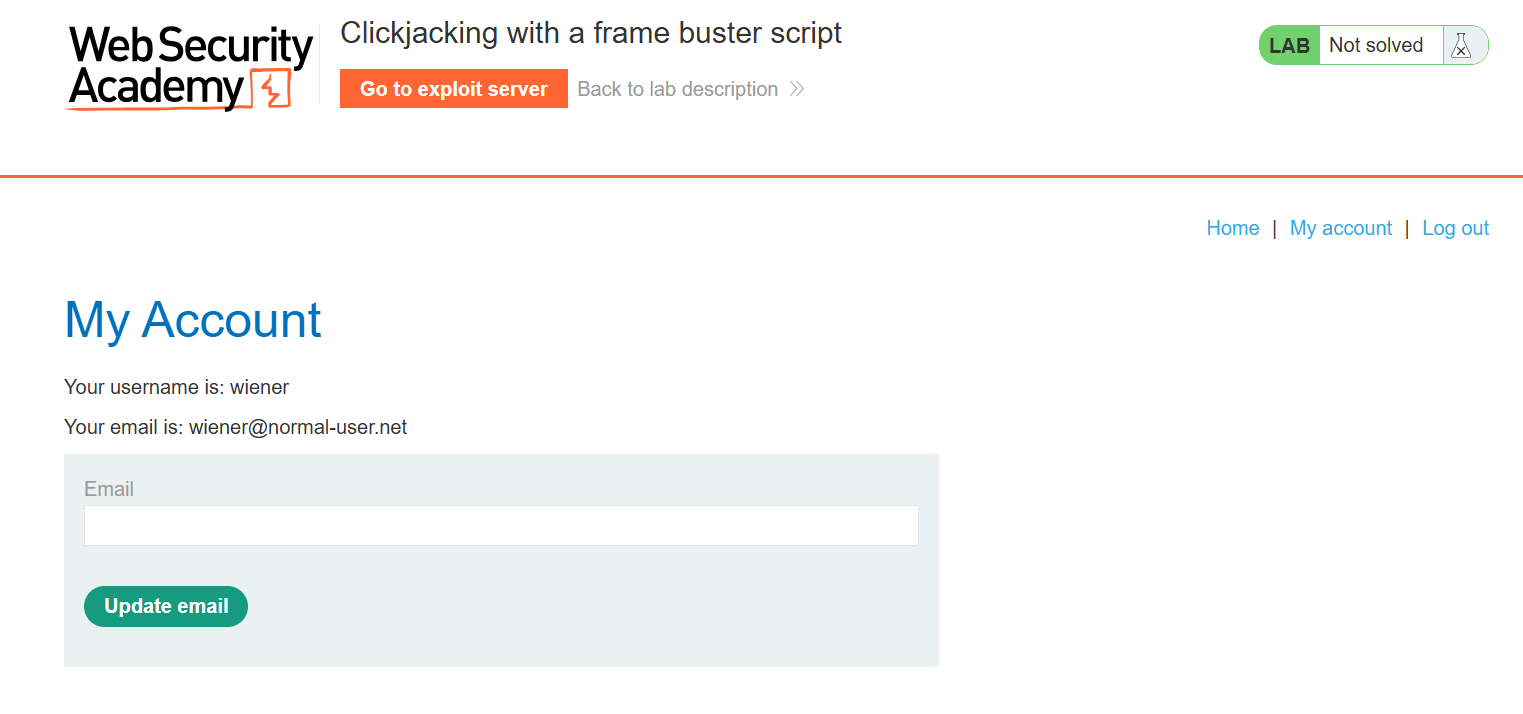 Web Security
Academy
Clickjacking with a frame buster script
Go to exploit server
Back to lab description
LAB
Not solved
Home | My account | Log out
My Account
Your username is: wiener
Your email is: wiener@normal-user.net
Email
Update email